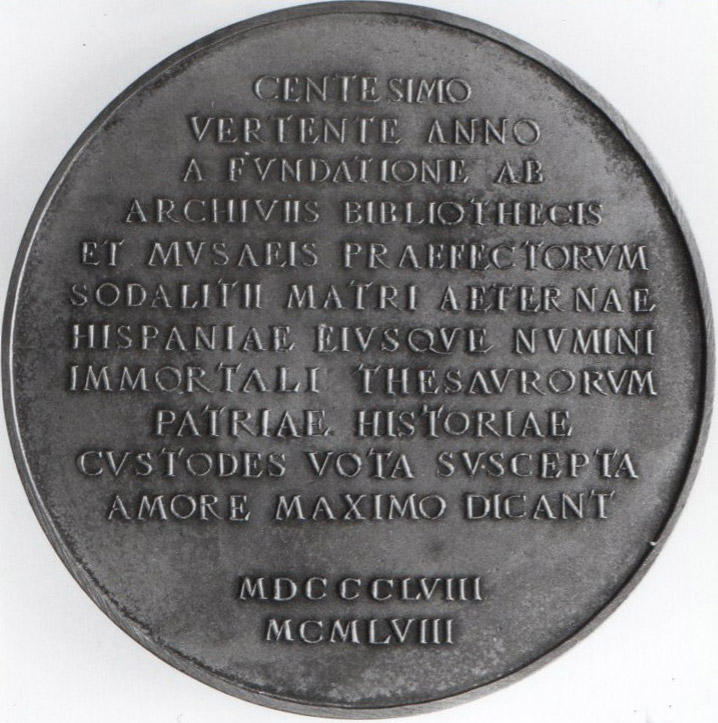 CENTESIMO
VERTENTE ANNO
A FVNDATIONE AB
ARCHIVIIS BIBLIOTHECIS
ET MVSAEIS PRAEFECTORVM
SODALITII MATRI AETERNAE
HISPANIAE EIVSQVE NVMINI
IMMORTALI THESAVRORVM
PATRIAE HISTORIAE
CVSTODES VOTA SVSCEPTA
AMORE MAXIMO DICANT
MDCCCCLVIII
MCMLVIII